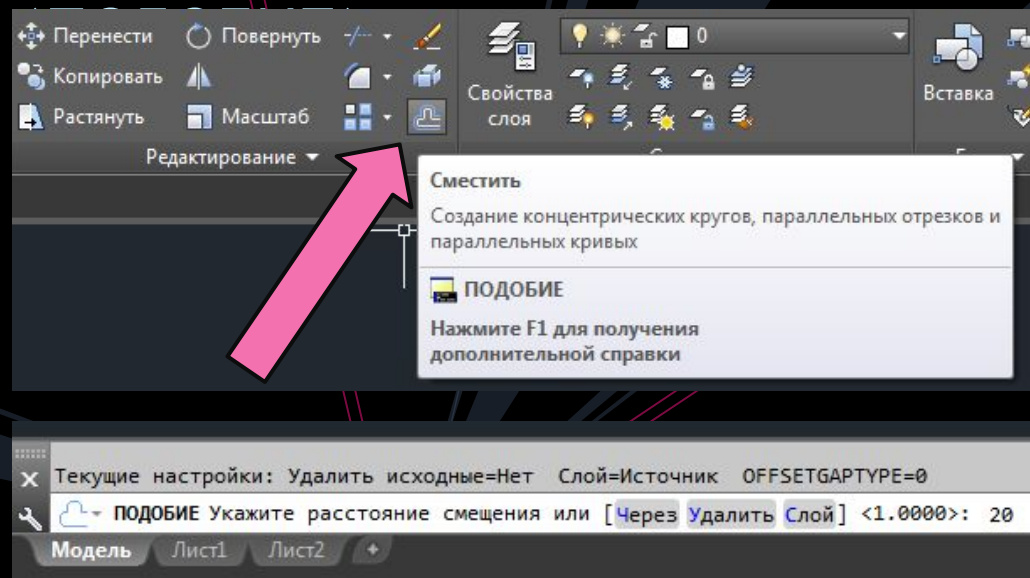 Перенести Повернуть
Копировать
Растянуть Масштаб
Редактирование
Свойства слоя
0
Вставка
Сместить
Создание концентрических кругов, параллельных отрезков и
параллельных кривых
ПОДОБИЕ
Нажмите F1 для получения
дополнительной справки
Текущие настройки: Удалить исходные=Нет Слой=Источник OFFSETGAPTYPE=0
ПОДОБИЕ Укажите расстояние смещения или [Через Удалить Слой] <1.0000>: 20
Модель Лист1 Лист2